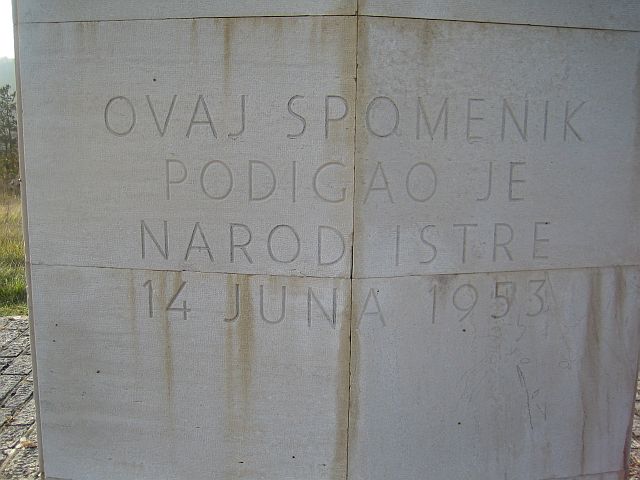 OVAJ SPOMENIK
PODIGAO JE
NAROD ISTRE
14 JUNA 1953